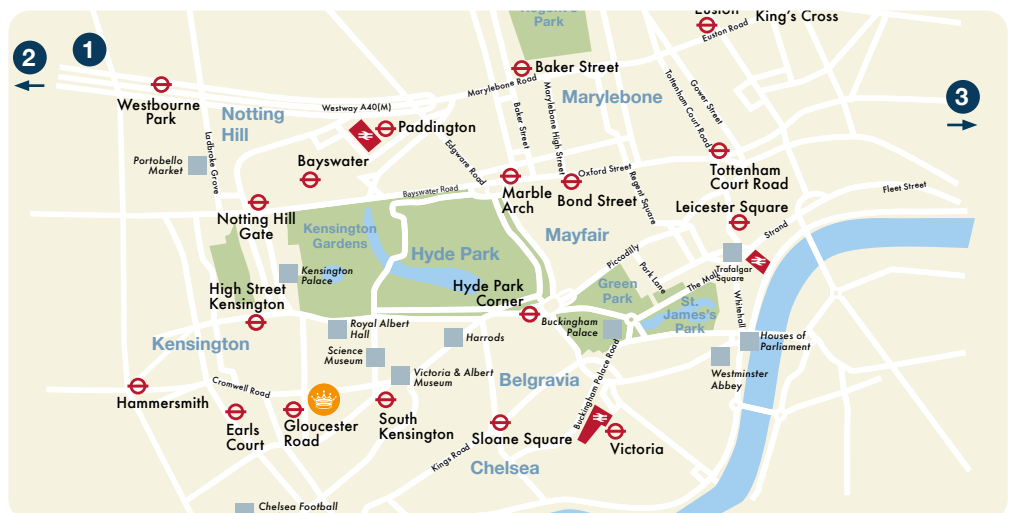 Regent's
Park
Euston
King's Cross
Euston Road
1
2
3
Baker Street
Marylebone Road
Marylebone
Westbourne
Park
Notting
Hill
Westway A40(M)
Paddington
Baker Street
Marylebone High Street
Tottenham Court Road
Gower Street
Portobello
Market
Ladbroke Grove
Bayswater
Edgware Road
Oxford Street
Tottenham
Court Road
Bayswater Road
Marble
Arch
Bond Street
Regent Square
Fleet Street
Notting Hill
Gate
Leicester Square
Kensington
Gardens
Hyde Park
Mayfair
Piccadilly
Strand
Kensington
Palace
Park Lane
Trafalgar
Square
The Mall
High Street
Kensington
Hyde Park
Corner
Green
Park
St.
James's
Park
Whitehall
Royal Albert
Hall
Harrods
Buckingham
Palace
Houses of
Parliament
Kensington
Science
Museum
Victoria & Albert
Museum
Belgravia
Buckingham Palace Road
Westminster
Abbey
Hammersmith
Cromwell Road
Earls
Court
Gloucester
Road
South
Kensington
Sloane Square
Victoria
Kings Road
Chelsea
Chelsea Football